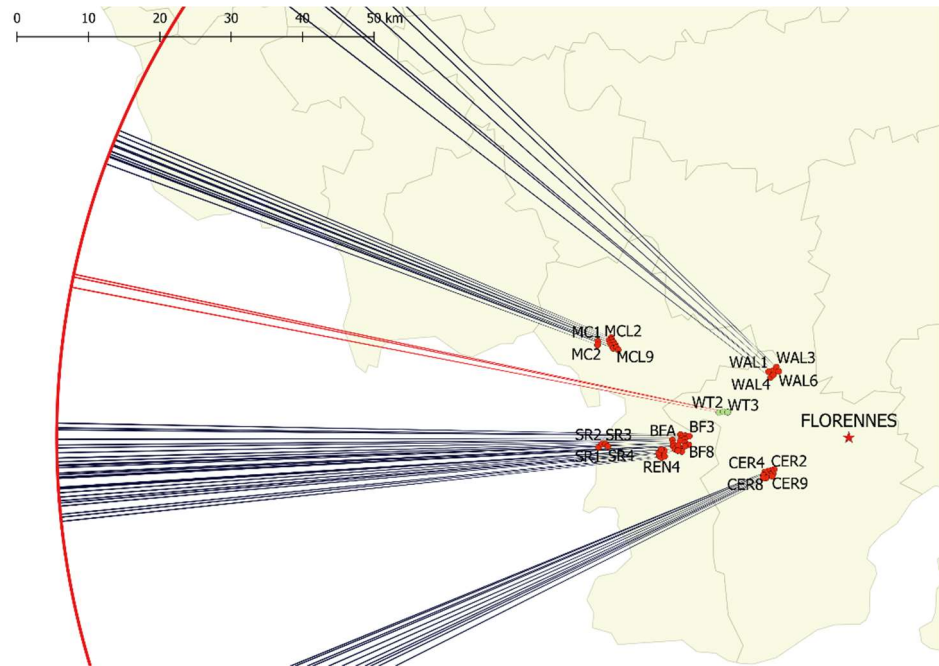 0 10 20 30 40 50 km
MC1 MCL2
MC2 MCL9
WAL1 WAL3
WAL4 WAL6
WT2 WT3
FLORENNES
SR2 SR3 BFA BF3
SR1 SR4 BF8
REN4
CER4 CER2
CER8 CER9